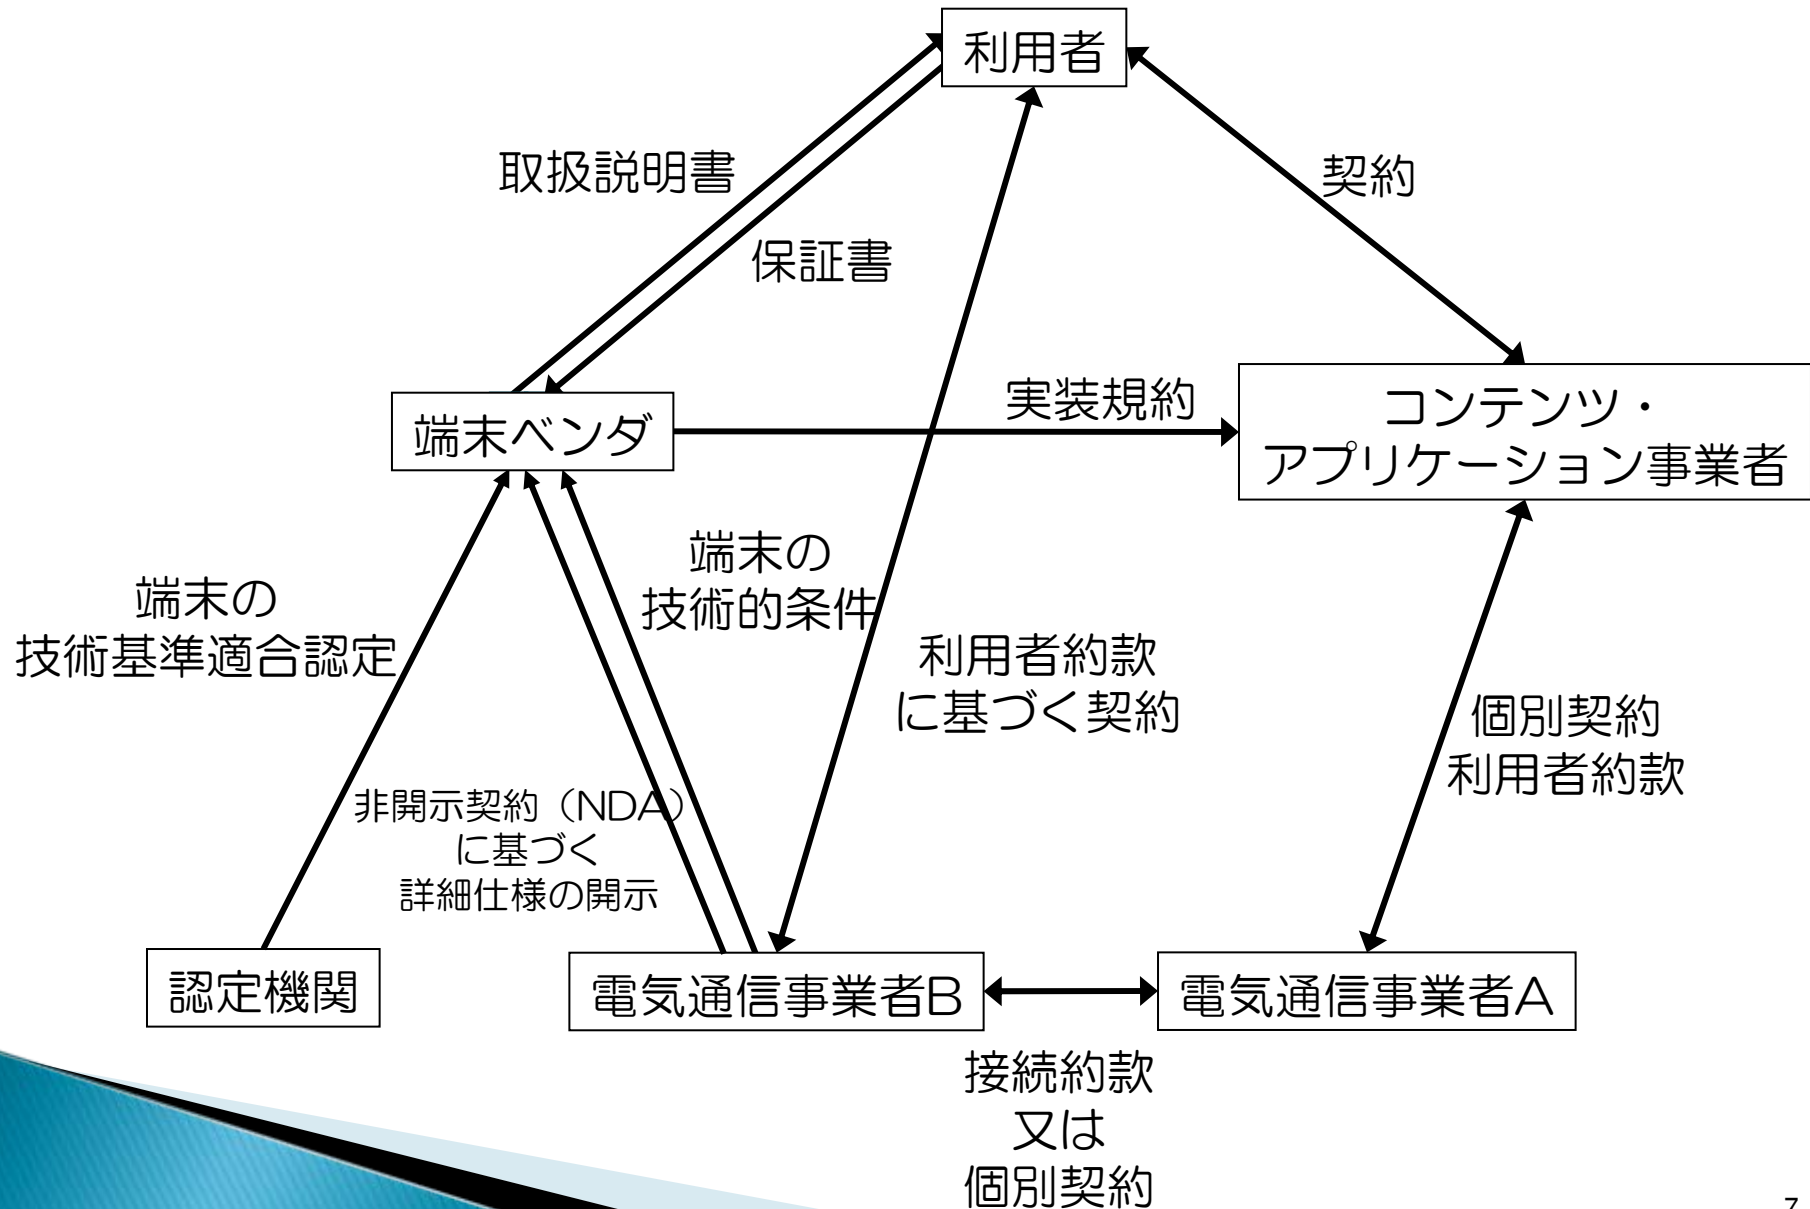 利用者
取扱説明書
契約
保証書
端末ベンダ
実装規約
コンテンツ・
アプリケーション事業者
端末の
技術的条件
端末の
技術基準適合認定
利用者約款
に基づく契約
個別契約
利用者約款
非開示契約（NDA）
に基づく
詳細仕様の開示
認定機関
電気通信事業者B
電気通信事業者A
接続約款
又は
個別契約
7